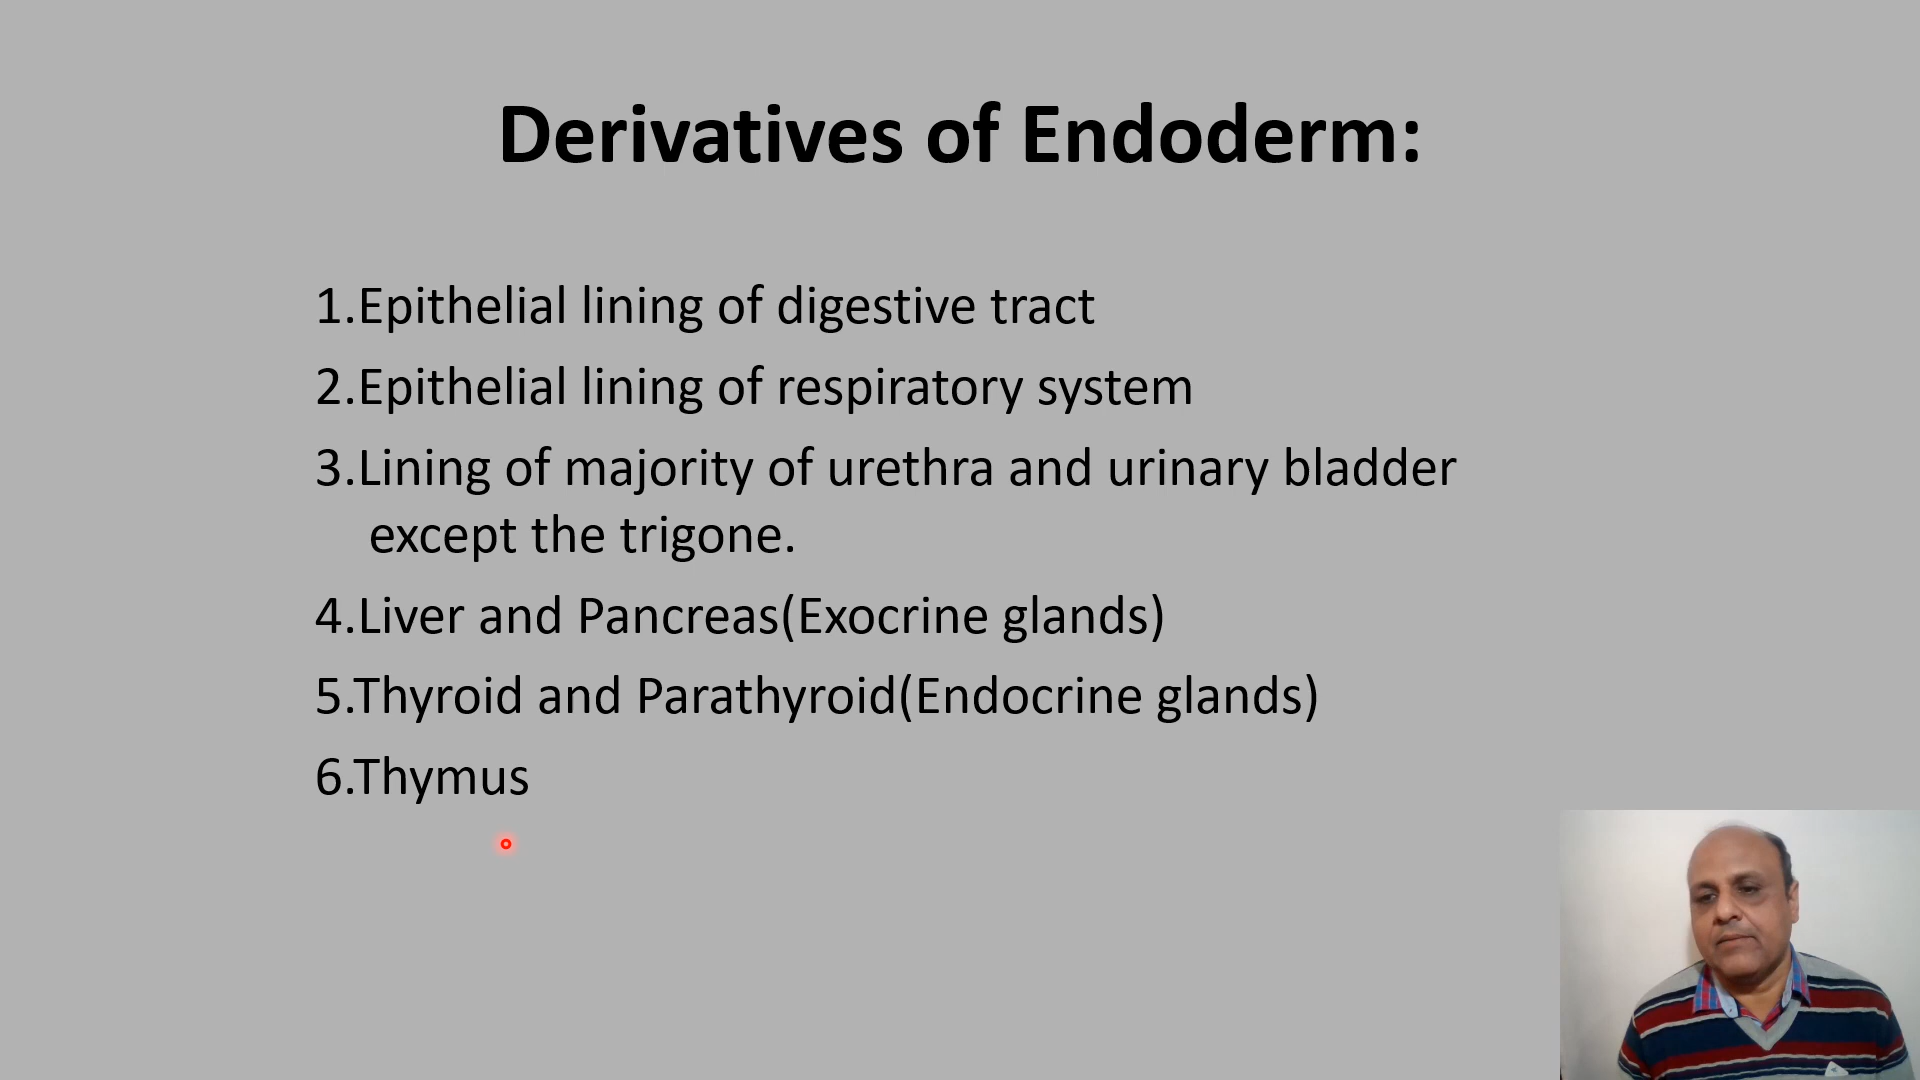 Derivatives of Endoderm:
1.Epithelial lining of digestive tract
2.Epithelial lining of respiratory system
3.Lining of majority of urethra and urinary bladder
except the trigone.
4.Liver and Pancreas(Exocrine glands)
5.Thyroid and Parathyroid(Endocrine glands)
6.Thymus